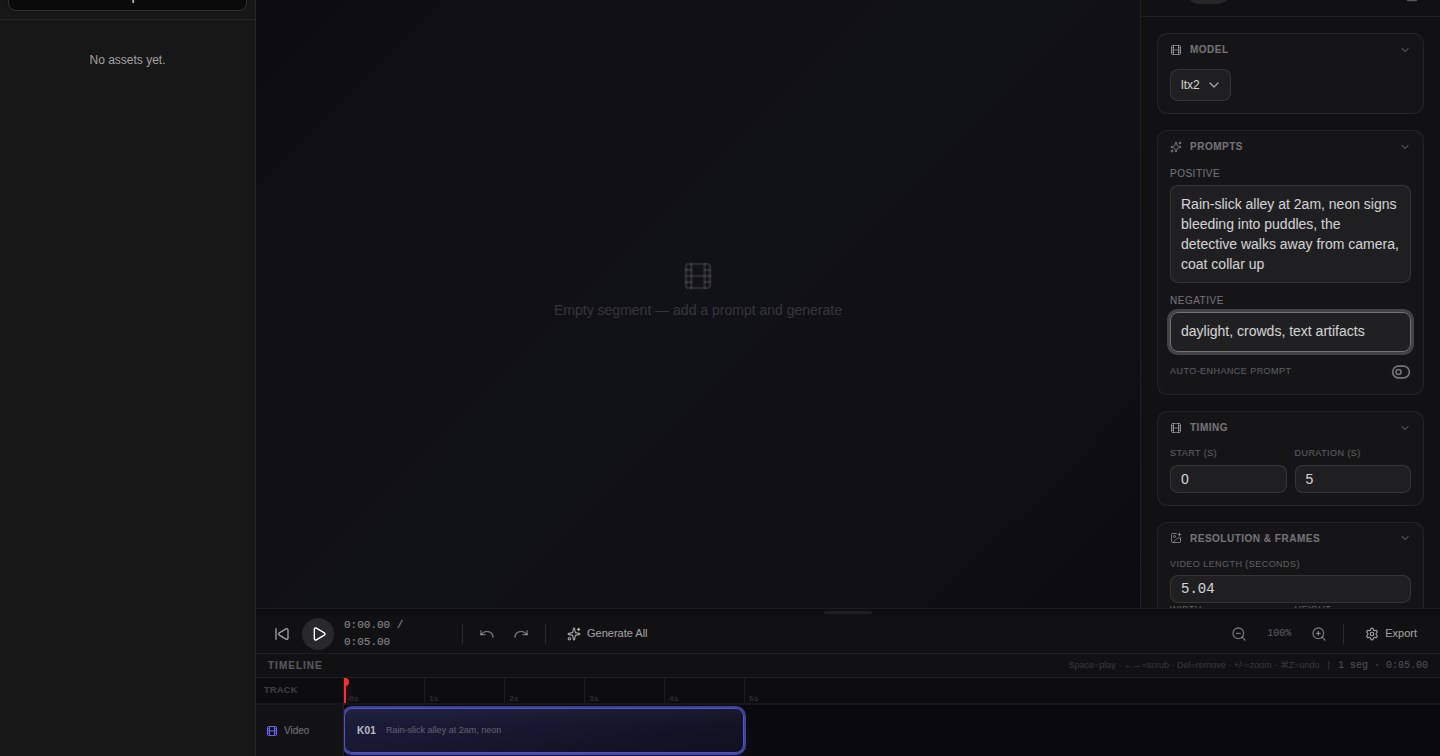 No assets yet.
Empty segment — add a prompt and generate
MODEL
ltx2
PROMPTS
POSITIVE
Rain-slick alley at 2am, neon signs
bleeding into puddles, the
detective walks away from camera,
coat collar up
NEGATIVE
daylight, crowds, text artifacts
AUTO-ENHANCE PROMPT
TIMING
START (S)
DURATION (S)
0
5
RESOLUTION & FRAMES
VIDEO LENGTH (SECONDS)
5.04
WIDTH
HEIGHT
0:00.00 /
0:05.00
Generate All
100%
Export
TIMELINE
Space=play · ←→=scrub · Del=remove · +/-=zoom · ⌘Z=undo | 1 seg · 0:05.00
TRACK
0s 1s 2s 3s 4s 5s
Video
K01 Rain-slick alley at 2am, neon